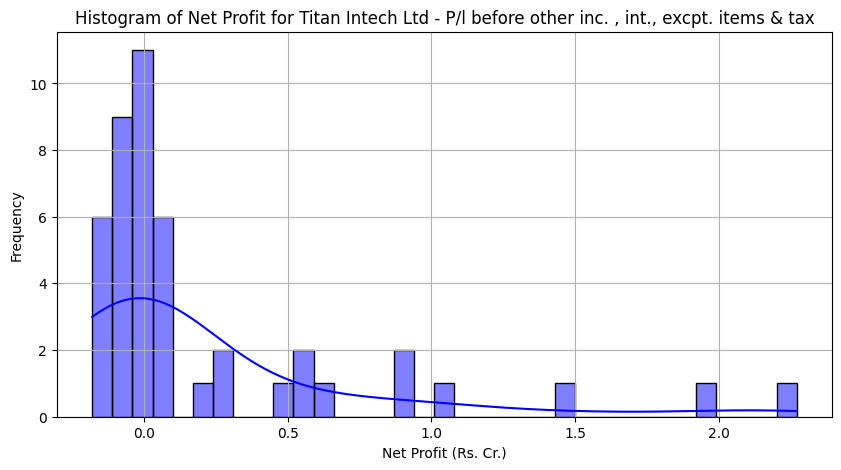 Histogram of Net Profit for Titan Intech Ltd - P/l before other inc. , int., excpt. items & tax
10
8
6
4
2
0
Frequency
0.0 0.5 1.0 1.5 2.0
Net Profit (Rs. Cr.)